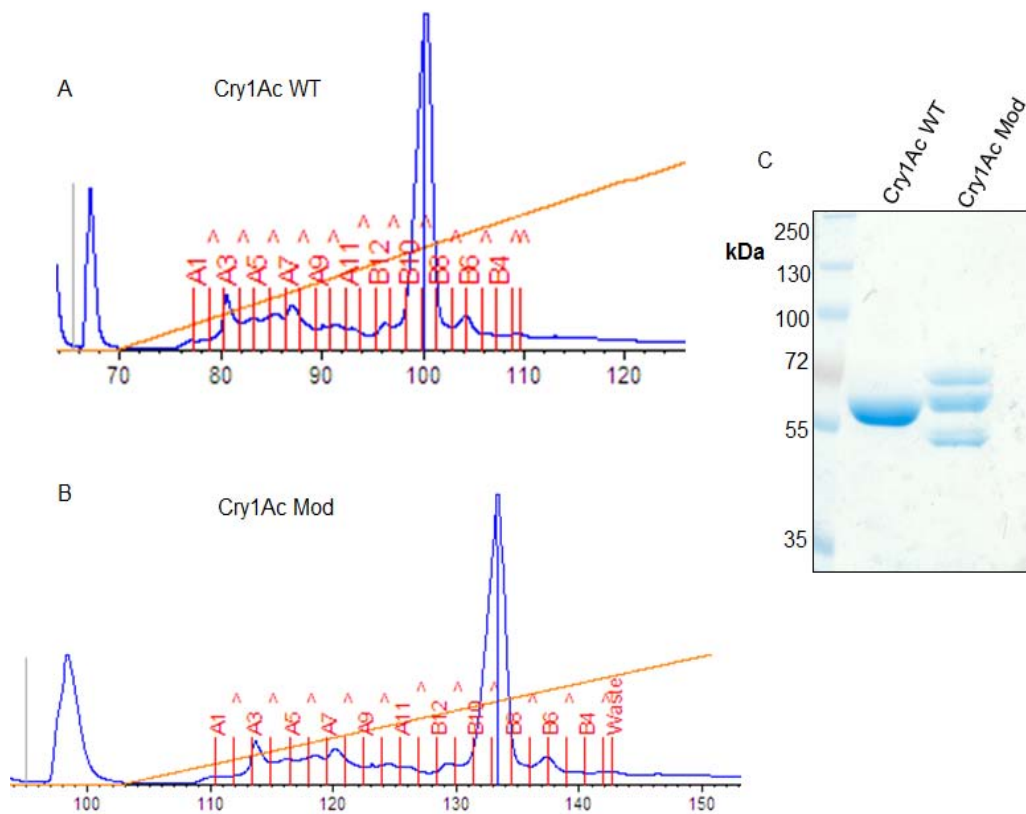 A
Cry1Ac WT
A1
A3
A5
A7
A9
A11
B12
B10
B8
B6
B4
70 80 90 100 110 120
B
Cry1Ac Mod
A1
A3
A5
A7
A9
A11
B12
B10
B8
B6
B4
Waste
100 110 120 130 140 150
C
Cry1Ac WT
Cry1Ac Mod
kDa
250
130
100
72
55
35